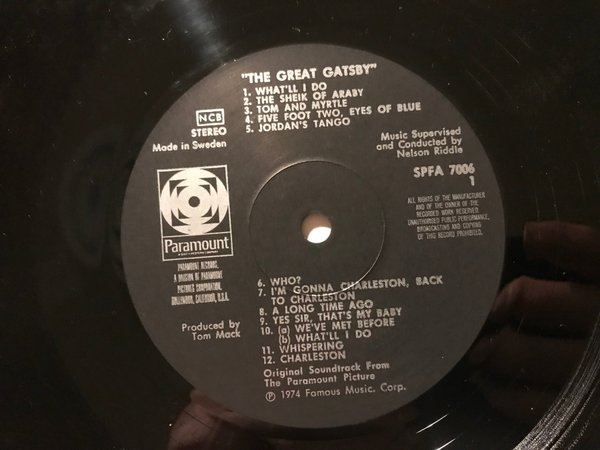 "THE GREAT GATSBY"
1. WHAT'LL I DO
2. THE SHEIK OF ARABY
3. TOM AND MYRTLE
4. FIVE FOOT TWO, EYES OF BLUE
5. JORDAN'S TANGO
NCB
STEREO
Made in Sweden
Music Supervised
and Conducted by
Nelson Riddle
SPFA 7006
1
ALL RIGHTS OF THE MANUFACTURER
AND OF THE OWNER OF THE
RECORDED WORK RESERVED.
UNAUTHORISED PUBLIC PERFORMANCE,
BROADCASTING AND COPYING
OF THIS RECORD PROHIBITED.
Paramount
PARAMOUNT RECORDS,
A DIVISION OF PARAMOUNT
PICTURES CORPORATION,
HOLLYWOOD, CALIFORNIA, U.S.A.
Produced by
Tom Mack
6. WHO?
7. I'M GONNA CHARLESTON, BACK
TO CHARLESTON
8. A LONG TIME AGO
9. YES SIR, THAT'S MY BABY
10. (a) WE'VE MET BEFORE
(b) WHAT'LL I DO
11. WHISPERING
12. CHARLESTON
Original Soundtrack From
The Paramount Picture
Ⓟ 1974 Famous Music. Corp.